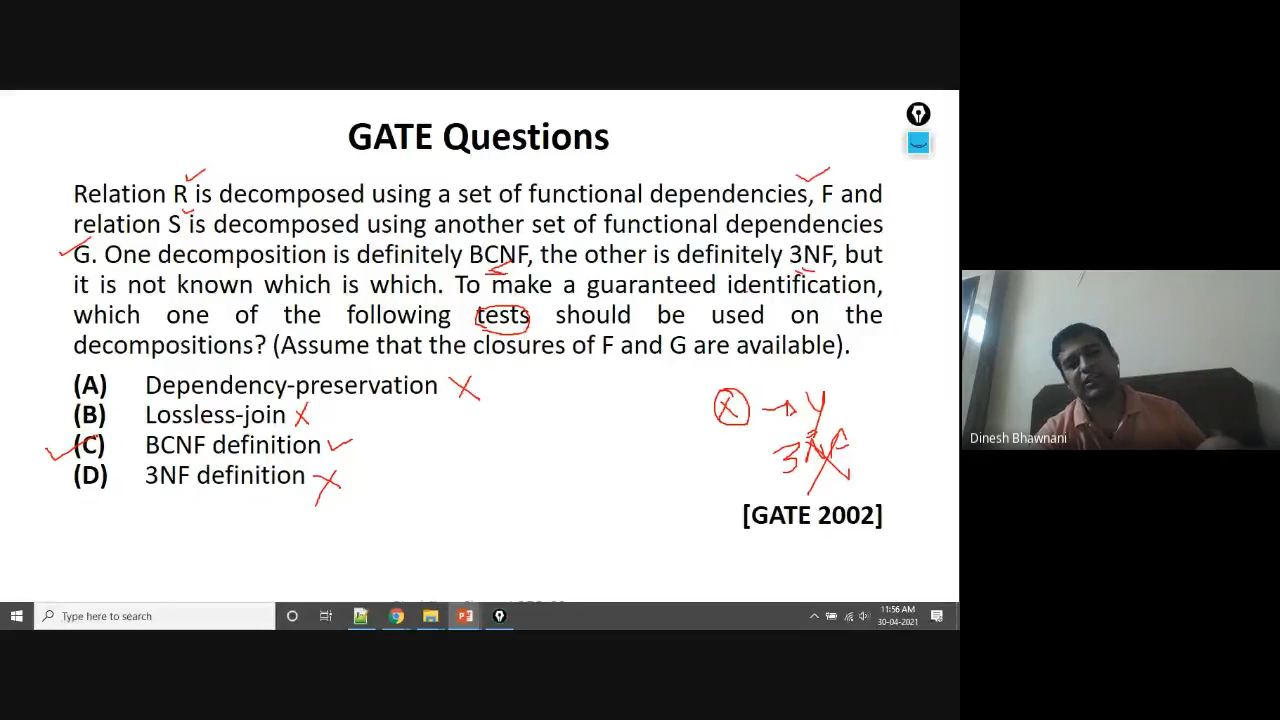 GATE Questions
Relation R is decomposed using a set of functional dependencies, F and
relation S is decomposed using another set of functional dependencies
G. One decomposition is definitely BCNF, the other is definitely 3NF, but
it is not known which is which. To make a guaranteed identification,
which one of the following tests should be used on the
decompositions? (Assume that the closures of F and G are available).
(A) Dependency-preservation
(B) Lossless-join
(C) BCNF definition
(D) 3NF definition
X → Y
3NF
[GATE 2002]
Dinesh Bhawnani
Type here to search
11:56 AM
30-04-2021